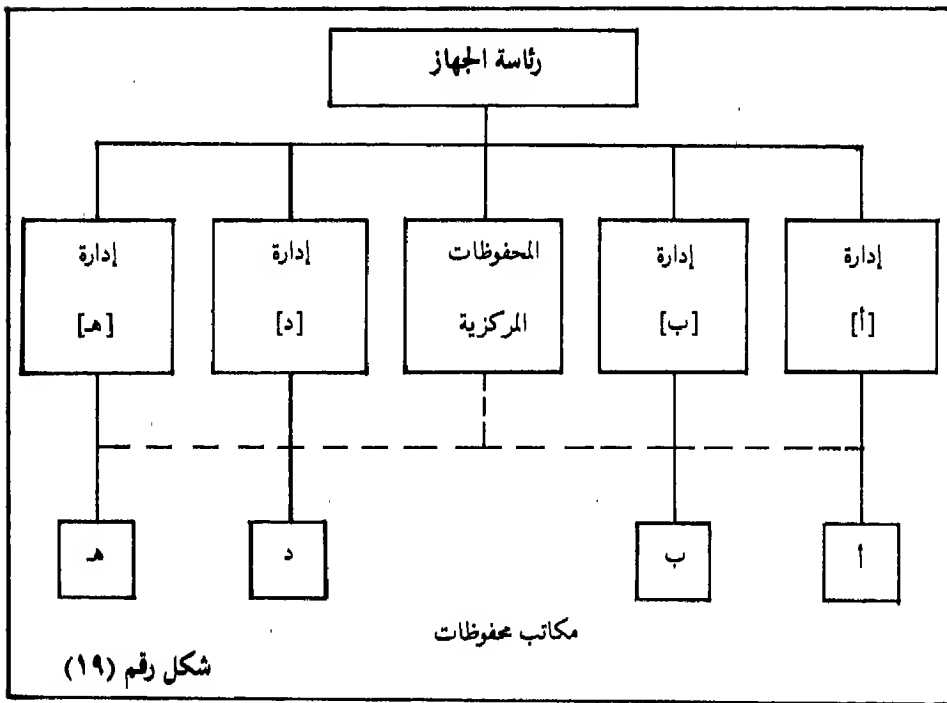 رئاسة الجهاز
إدارة
[أ]
إدارة
[ب]
المحفوظات
المركزية
إدارة
[د]
إدارة
[هـ]
أ
ب
د
هـ
مكاتب محفوظات
شكل رقم (١٩)